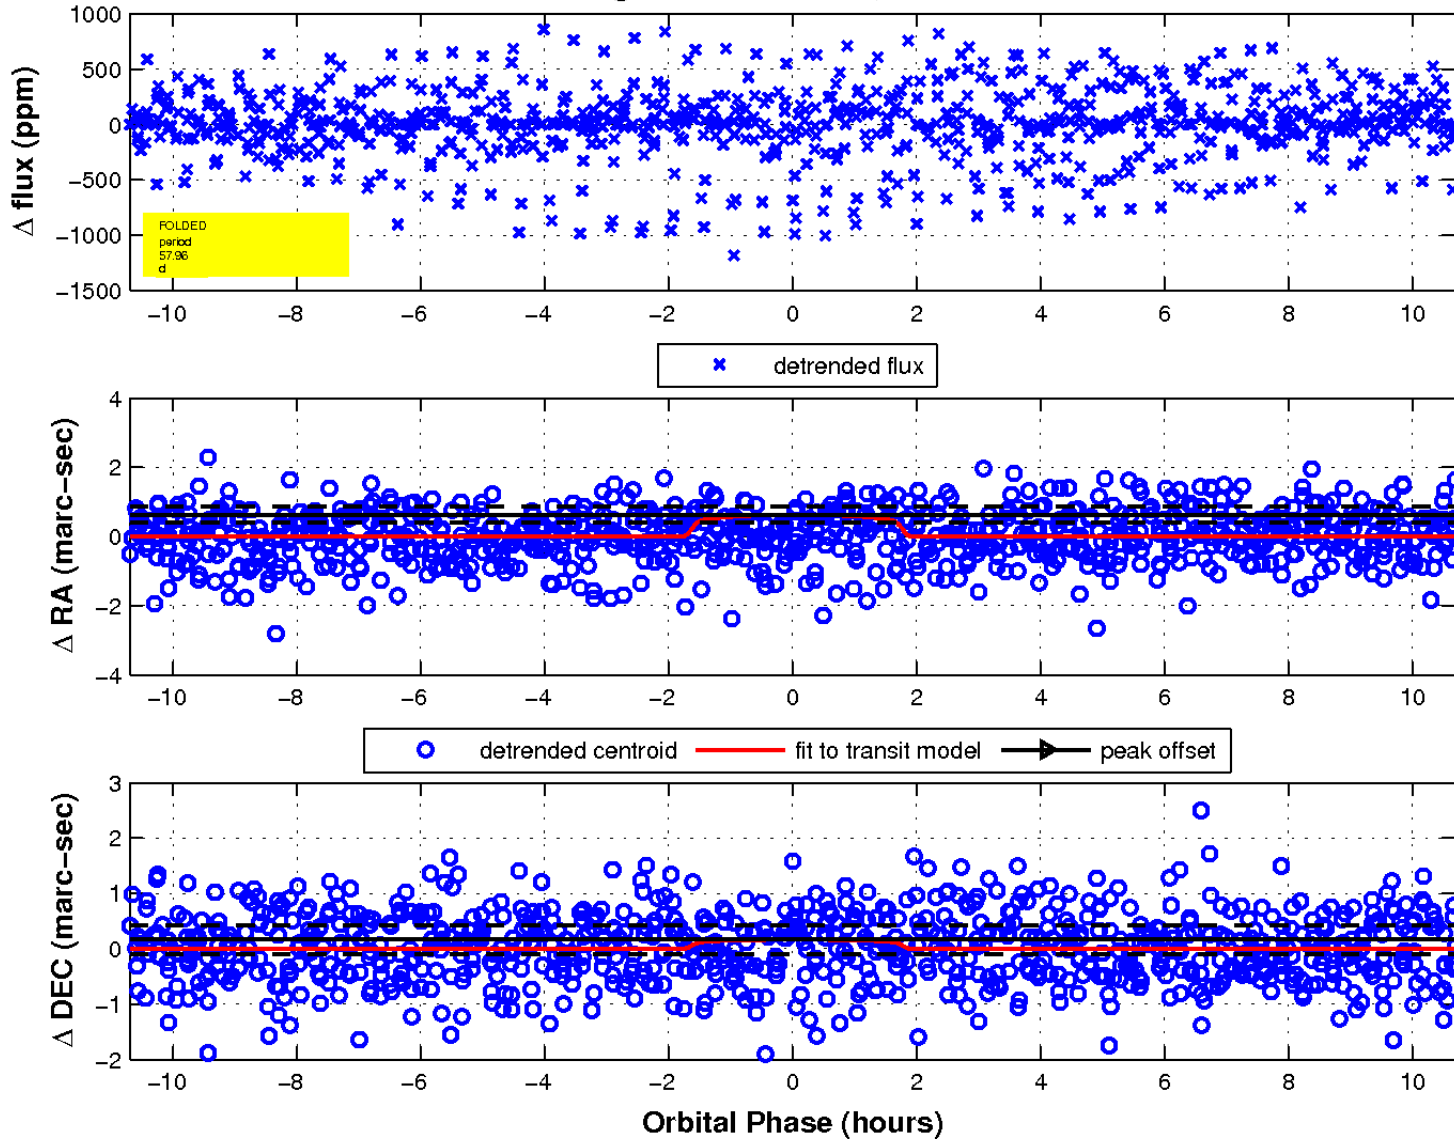 1000
500
0
−500
−1000
−1500
Δ flux (ppm)
FOLDED
period
57.96
d
−10 −8 −6 −4 −2 0 2 4 6 8 10
detrended flux
4
2
0
−2
−4
Δ RA (marc−sec)
−10 −8 −6 −4 −2 0 2 4 6 8 10
detrended centroid fit to transit model peak offset
3
2
1
0
−1
−2
Δ DEC (marc−sec)
−10 −8 −6 −4 −2 0 2 4 6 8 10
Orbital Phase (hours)